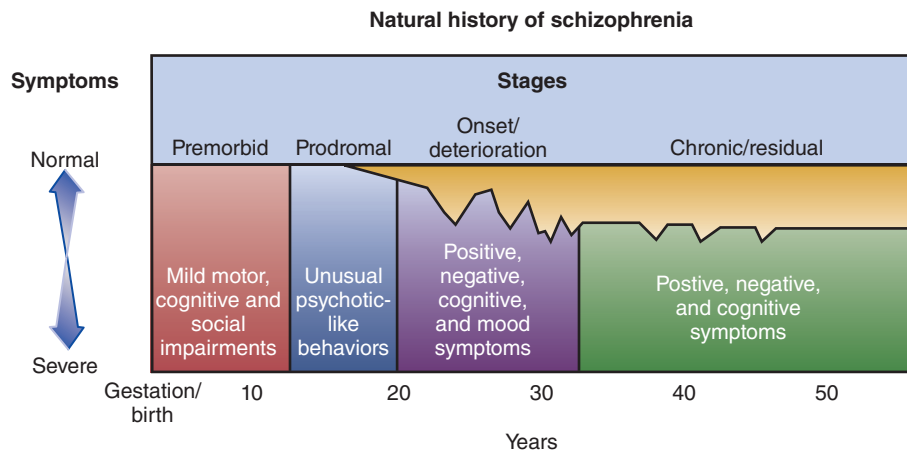 Natural history of schizophrenia
Symptoms
Stages
Premorbid
Prodromal
Onset/
deterioration
Chronic/residual
Normal
Severe
Mild motor,
cognitive and
social
impairments
Unusual
psychotic-
like
behaviors
Positive,
negative,
cognitive,
and mood
symptoms
Postive, negative,
and cognitive
symptoms
Gestation/
birth
10
20
30
40
50
Years